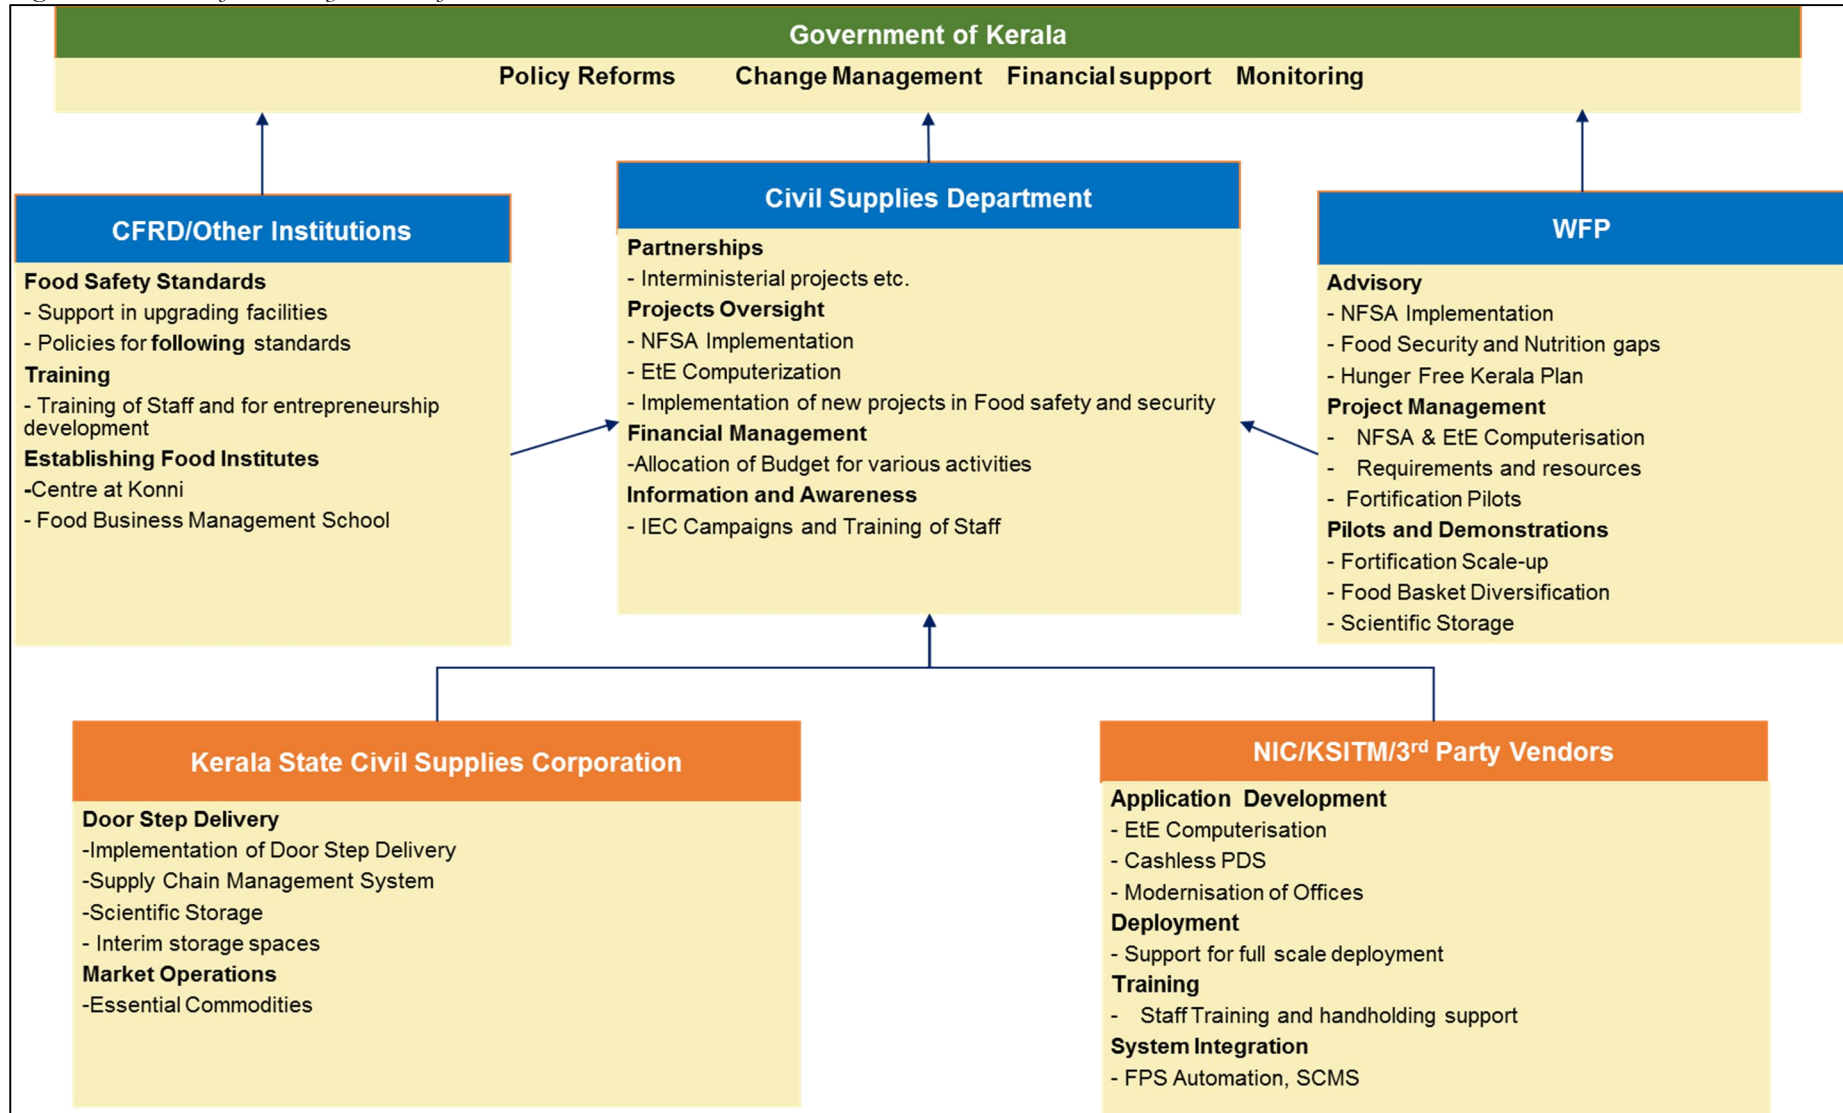 Government of Kerala
Policy Reforms Change Management Financial support Monitoring
CFRD/Other Institutions
Food Safety Standards
- Support in upgrading facilities
- Policies for following standards
Training
- Training of Staff and for entrepreneurship
development
Establishing Food Institutes
-Centre at Konni
- Food Business Management School
Civil Supplies Department
Partnerships
- Interministerial projects etc.
Projects Oversight
- NFSA Implementation
- EtE Computerization
- Implementation of new projects in Food safety and security
Financial Management
-Allocation of Budget for various activities
Information and Awareness
- IEC Campaigns and Training of Staff
WFP
Advisory
- NFSA Implementation
- Food Security and Nutrition gaps
- Hunger Free Kerala Plan
Project Management
- NFSA & EtE Computerisation
- Requirements and resources
- Fortification Pilots
Pilots and Demonstrations
- Fortification Scale-up
- Food Basket Diversification
- Scientific Storage
Kerala State Civil Supplies Corporation
Door Step Delivery
-Implementation of Door Step Delivery
-Supply Chain Management System
-Scientific Storage
- Interim storage spaces
Market Operations
-Essential Commodities
NIC/KSITM/3rd Party Vendors
Application Development
- EtE Computerisation
- Cashless PDS
- Modernisation of Offices
Deployment
- Support for full scale deployment
Training
- Staff Training and handholding support
System Integration
- FPS Automation, SCMS